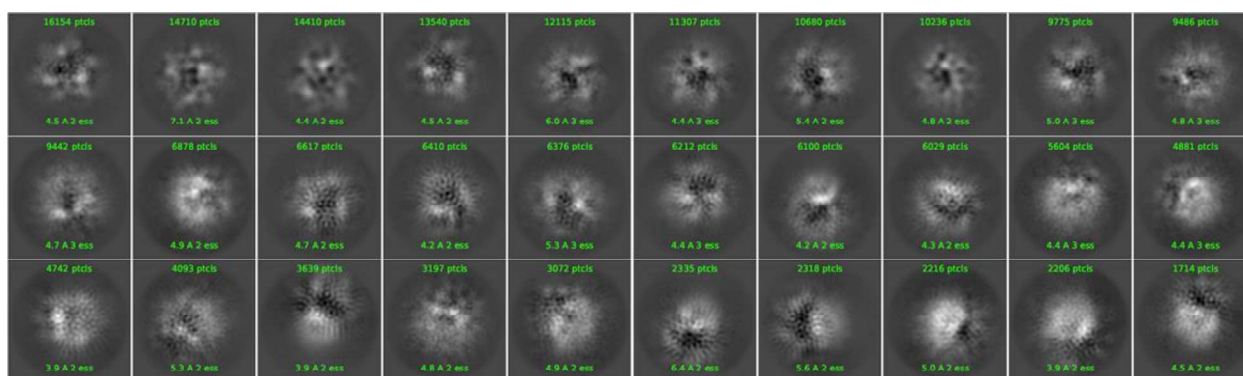 16154 ptcls 14710 ptcls 14410 ptcls 13540 ptcls 12115 ptcls 11307 ptcls 10680 ptcls 10236 ptcls 9775 ptcls 9486 ptcls
4.5 A 2 ess 7.1 A 2 ess 4.4 A 2 ess 4.5 A 2 ess 6.0 A 3 ess 4.4 A 3 ess 5.4 A 2 ess 4.8 A 2 ess 5.0 A 3 ess 4.8 A 3 ess
9442 ptcls 6878 ptcls 6617 ptcls 6410 ptcls 6376 ptcls 6212 ptcls 6100 ptcls 6029 ptcls 5604 ptcls 4881 ptcls
4.7 A 3 ess 4.9 A 2 ess 4.7 A 2 ess 4.2 A 2 ess 5.3 A 3 ess 4.4 A 3 ess 4.2 A 2 ess 4.3 A 2 ess 4.4 A 3 ess 4.4 A 3 ess
4742 ptcls 4093 ptcls 3639 ptcls 3197 ptcls 3072 ptcls 2335 ptcls 2318 ptcls 2216 ptcls 2206 ptcls 1714 ptcls
3.9 A 2 ess 5.3 A 2 ess 3.9 A 2 ess 4.8 A 2 ess 4.9 A 2 ess 6.4 A 2 ess 5.6 A 2 ess 5.0 A 2 ess 3.9 A 2 ess 4.5 A 2 ess